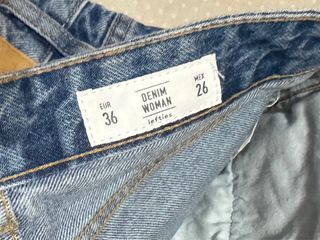 EUR
36
DENIM
WOMAN
lefties
MEX
26